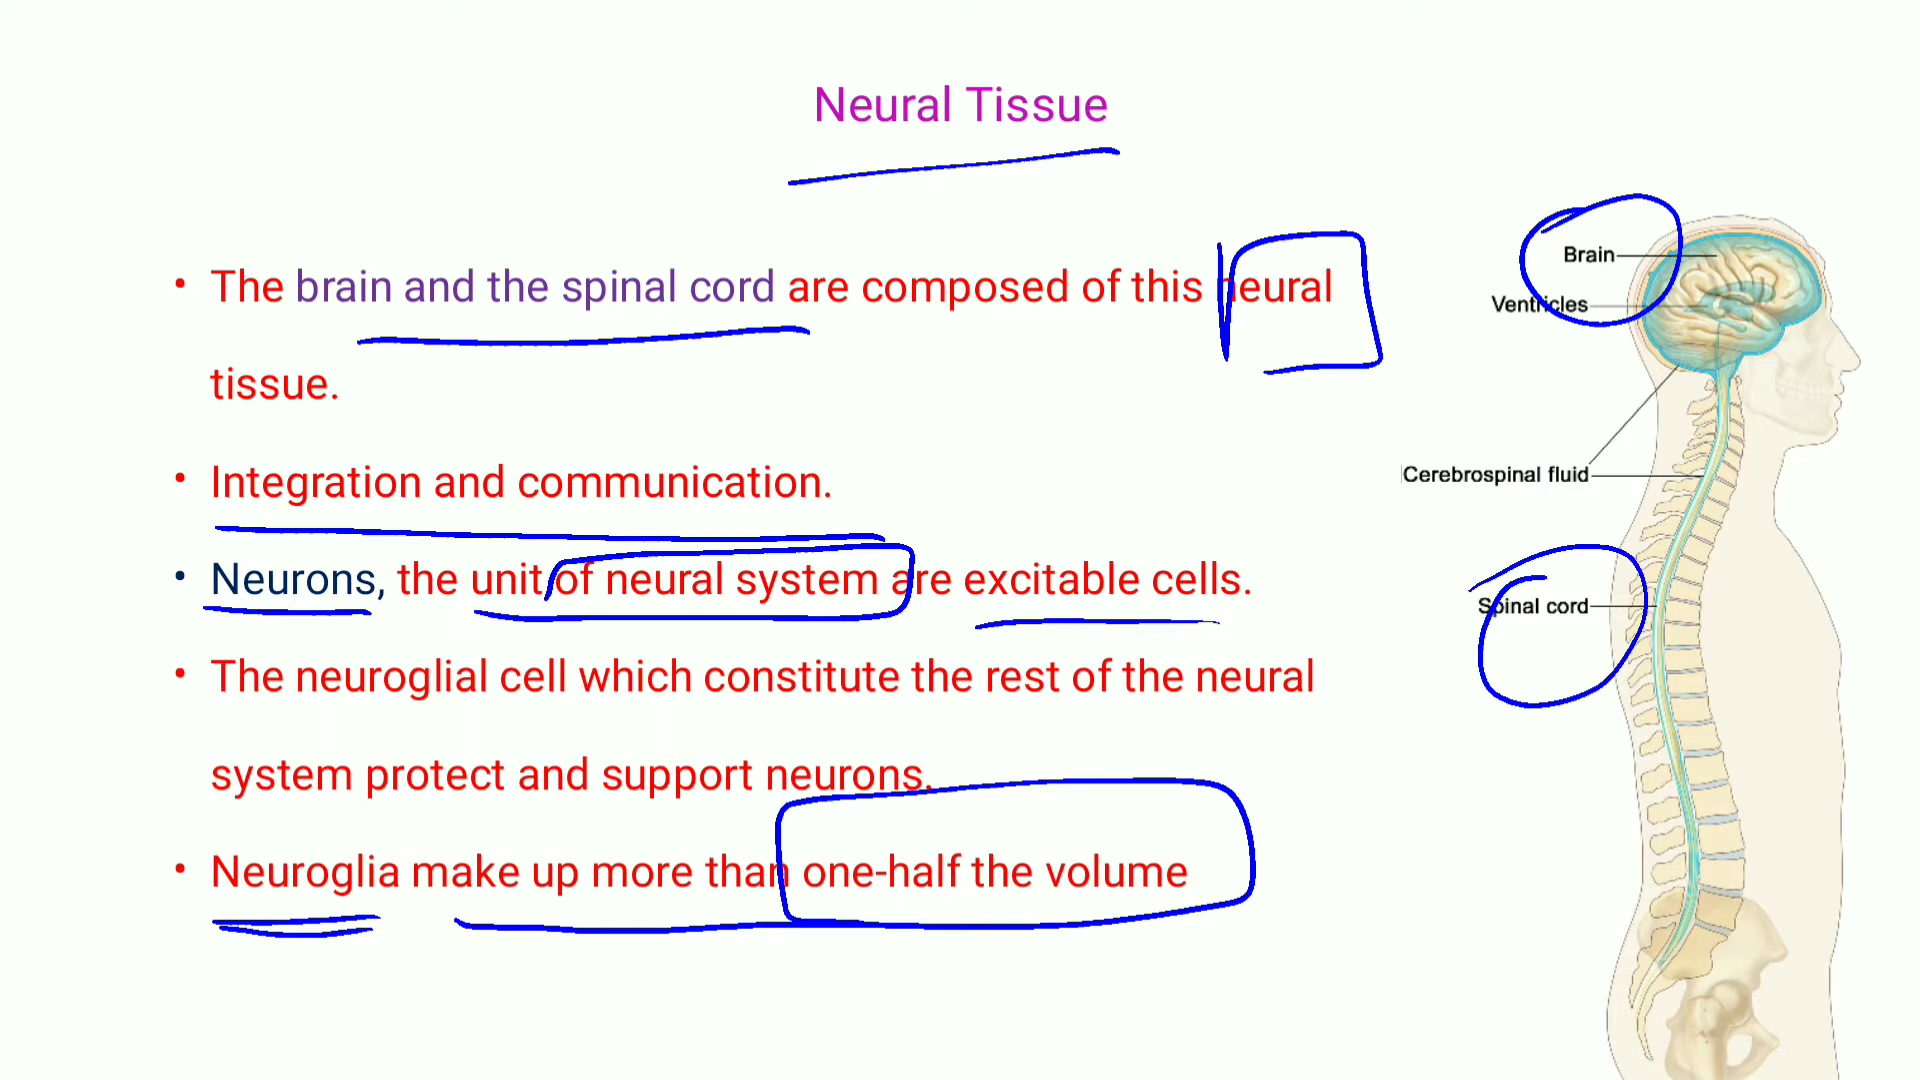 Neural Tissue
• The brain and the spinal cord are composed of this neural
tissue.
• Integration and communication.
• Neurons, the unit of neural system are excitable cells.
• The neuroglial cell which constitute the rest of the neural
system protect and support neurons.
• Neuroglia make up more than one-half the volume
Brain
Ventricles
Cerebrospinal fluid
Spinal cord